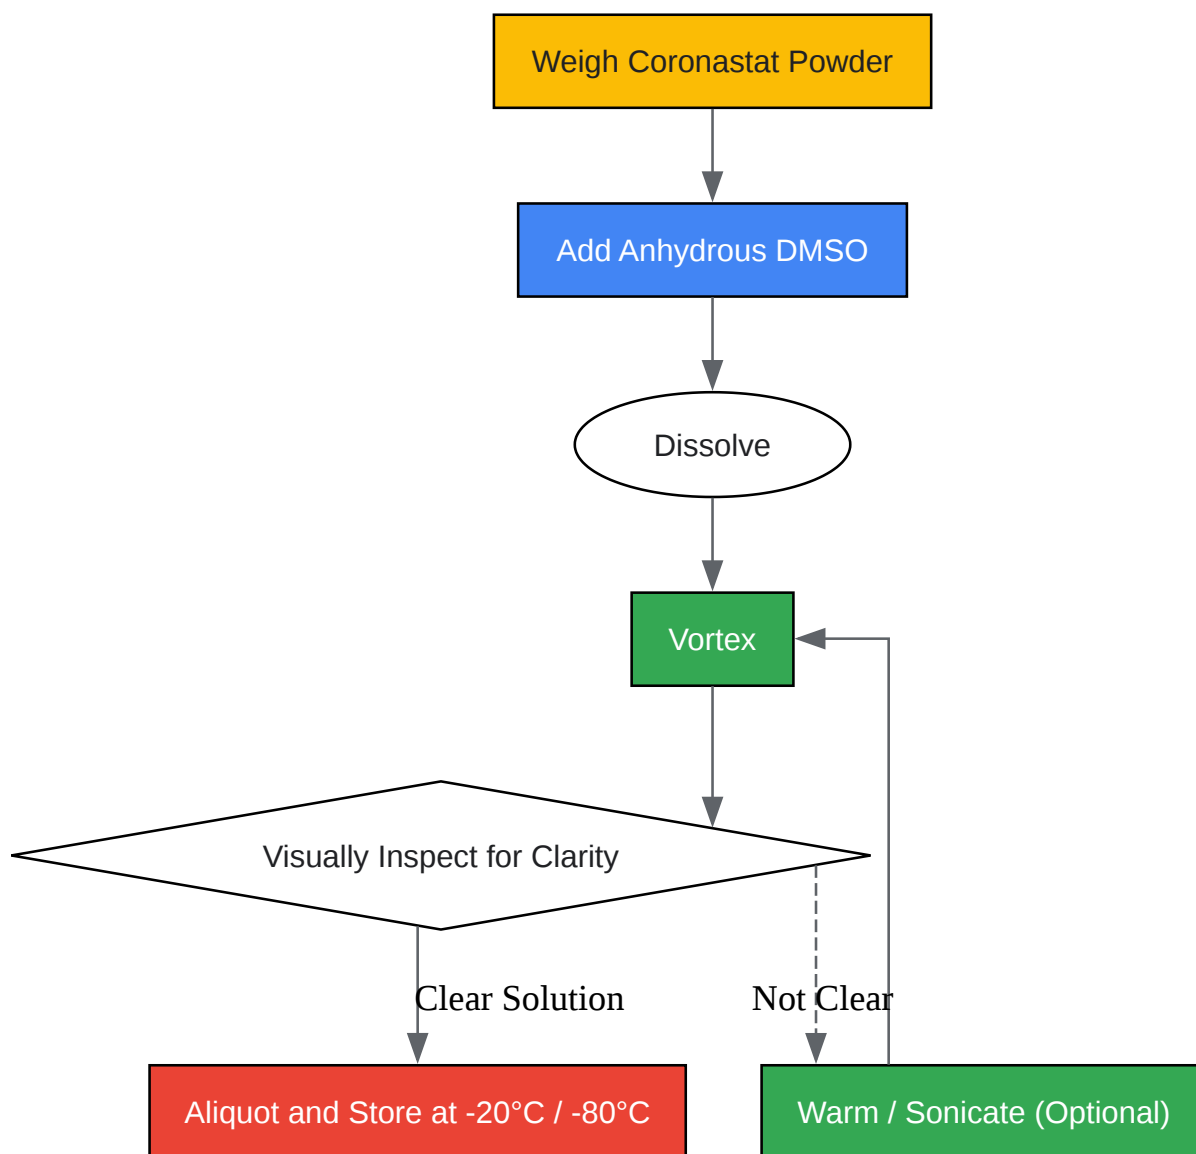 Weigh Coronastat Powder
Add Anhydrous DMSO
Dissolve
Vortex
Visually Inspect for Clarity
Clear Solution
Not Clear
Aliquot and Store at -20°C / -80°C
Warm / Sonicate (Optional)